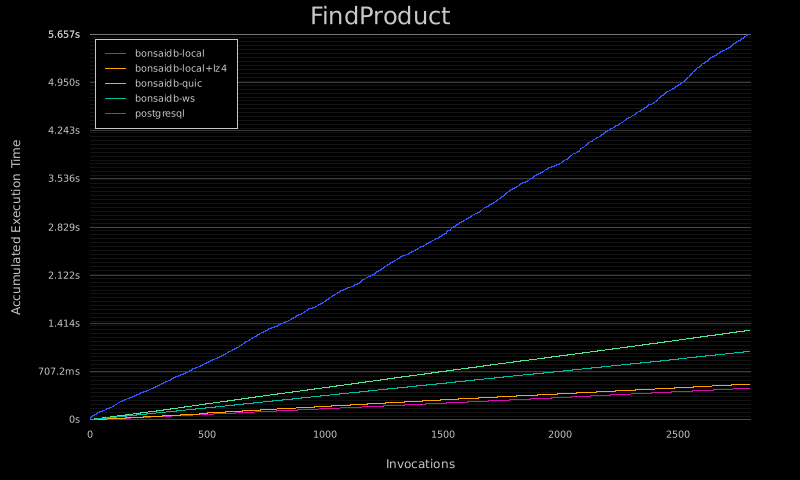 FindProduct
5.657s
4.950s
4.243s
3.536s
2.829s
2.122s
1.414s
707.2ms
0s
Accumulated Execution Time
bonsaidb-local
bonsaidb-local+lz4
bonsaidb-quic
bonsaidb-ws
postgresql
0 500 1000 1500 2000 2500
Invocations